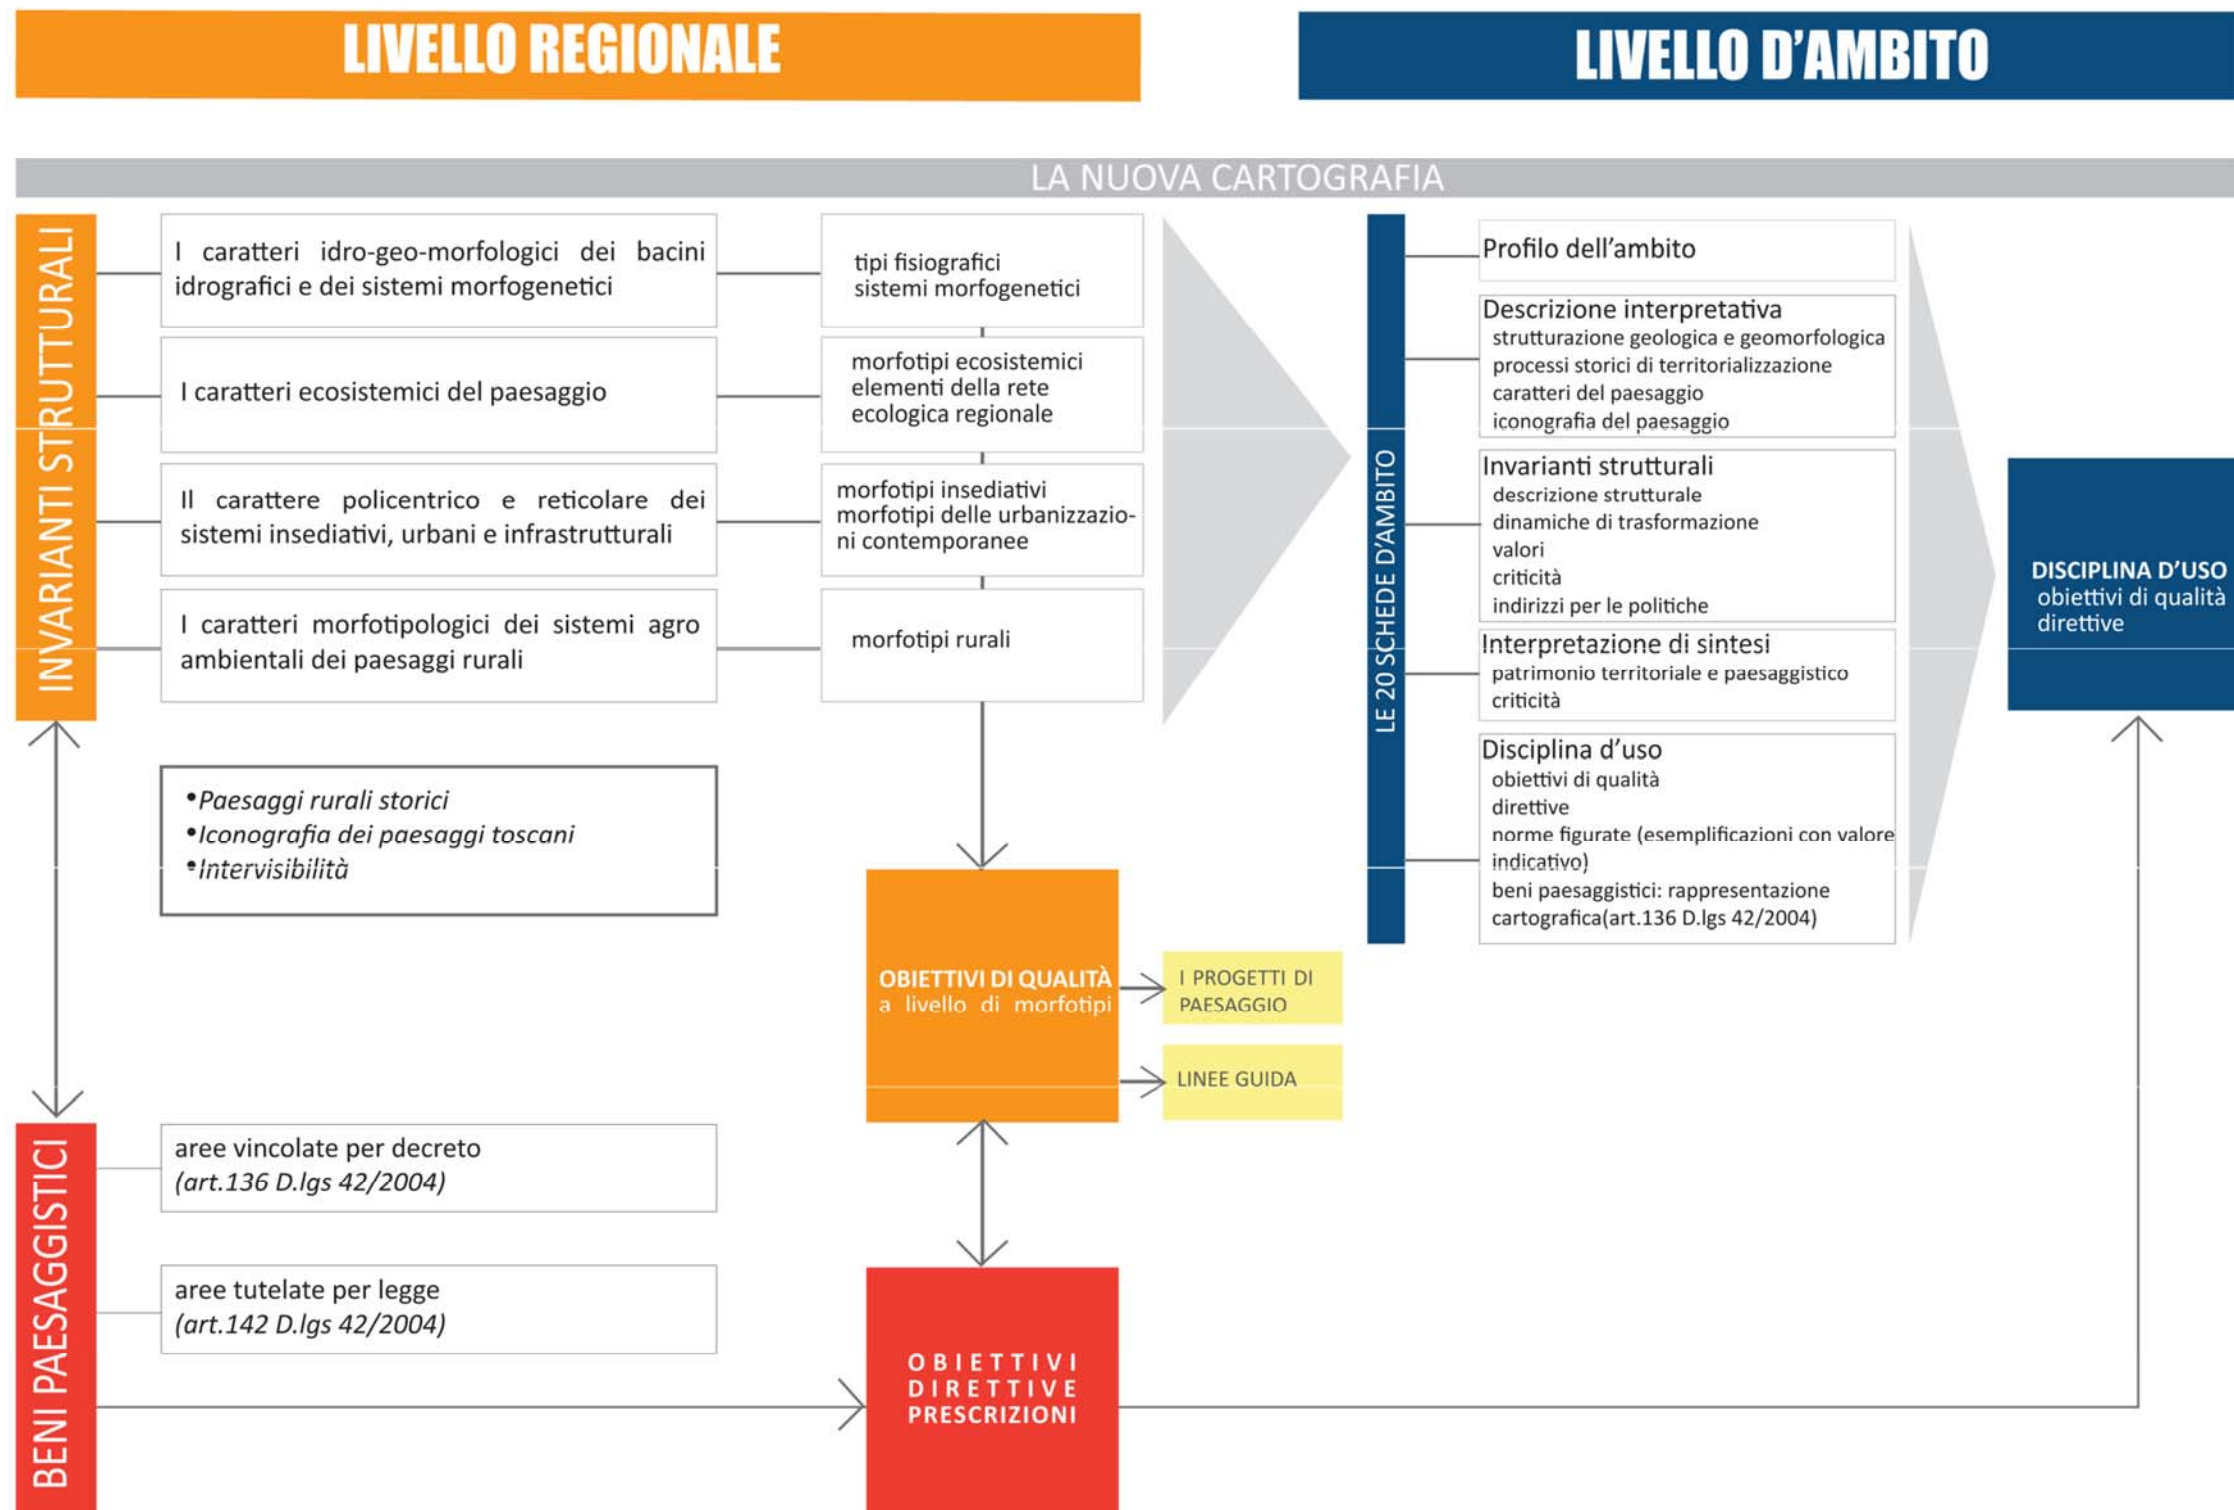 LIVELLO REGIONALE
LIVELLO D'AMBITO
LA NUOVA CARTOGRAFIA
INVARIANTI STRUTTURALI
I caratteri idro-geo-morfologici dei bacini
idrografici e dei sistemi morfogenetici
tipi fisiografici
sistemi morfogenetici
I caratteri ecosistemici del paesaggio
morfotipi ecosistemici
elementi della rete
ecologica regionale
Il carattere policentrico e reticolare dei
sistemi insediativi, urbani e infrastrutturali
morfotipi insediativi
morfotipi delle urbanizzazio-
ni contemporanee
I caratteri morfotipologici dei sistemi agro
ambientali dei paesaggi rurali
morfotipi rurali
•Paesaggi rurali storici
•Iconografia dei paesaggi toscani
•Intervisibilità
OBIETTIVI DI QUALITÀ
a livello di morfotipi
I PROGETTI DI
PAESAGGIO
LINEE GUIDA
BENI PAESAGGISTICI
aree vincolate per decreto
(art.136 D.lgs 42/2004)
aree tutelate per legge
(art.142 D.lgs 42/2004)
OBIETTIVI
DIRETTIVE
PRESCRIZIONI
LE 20 SCHEDE D'AMBITO
Profilo dell'ambito
Descrizione interpretativa
strutturazione geologica e geomorfologica
processi storici di territorializzazione
caratteri del paesaggio
iconografia del paesaggio
Invarianti strutturali
descrizione strutturale
dinamiche di trasformazione
valori
criticità
indirizzi per le politiche
Interpretazione di sintesi
patrimonio territoriale e paesaggistico
criticità
Disciplina d'uso
obiettivi di qualità
direttive
norme figurate (esemplificazioni con valore
indicativo)
beni paesaggistici: rappresentazione
cartografica(art.136 D.lgs 42/2004)
DISCIPLINA D'USO
obiettivi di qualità
direttive